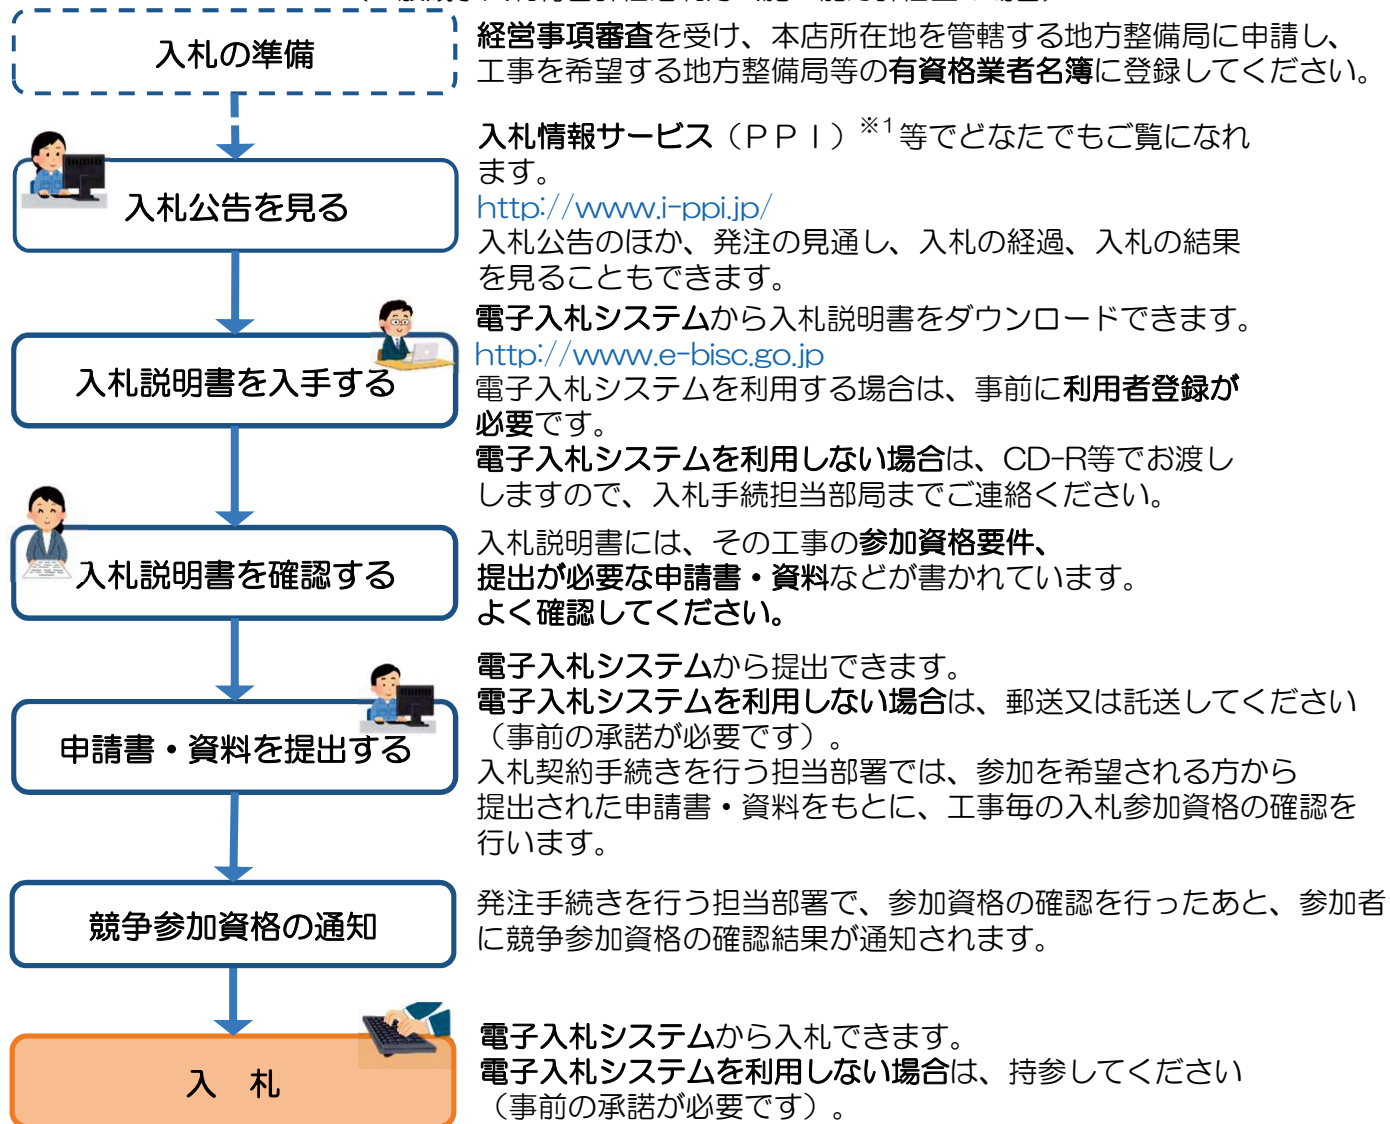 入札の準備
経営事項審査を受け、本店所在地を管轄する地方整備局に申請し、
工事を希望する地方整備局等の有資格業者名簿に登録してください。
入札公告を見る
入札情報サービス（ＰＰＩ）※1等でどなたでもご覧になれ
ます。
http://www.i-ppi.jp/
入札公告のほか、発注の見通し、入札の経過、入札の結果
を見ることもできます。
入札説明書を入手する
電子入札システムから入札説明書をダウンロードできます。
http://www.e-bisc.go.jp
電子入札システムを利用する場合は、事前に利用者登録が
必要です。
電子入札システムを利用しない場合は、CD-R等でお渡し
しますので、入札手続担当部局までご連絡ください。
入札説明書を確認する
入札説明書には、その工事の参加資格要件、
提出が必要な申請書・資料などが書かれています。
よく確認してください。
申請書・資料を提出する
電子入札システムから提出できます。
電子入札システムを利用しない場合は、郵送又は託送してください
（事前の承諾が必要です）。
入札契約手続きを行う担当部署では、参加を希望される方から
提出された申請書・資料をもとに、工事毎の入札参加資格の確認を
行います。
競争参加資格の通知
発注手続きを行う担当部署で、参加資格の確認を行ったあと、参加者
に競争参加資格の確認結果が通知されます。
入　札
電子入札システムから入札できます。
電子入札システムを利用しない場合は、持参してください
（事前の承諾が必要です）。